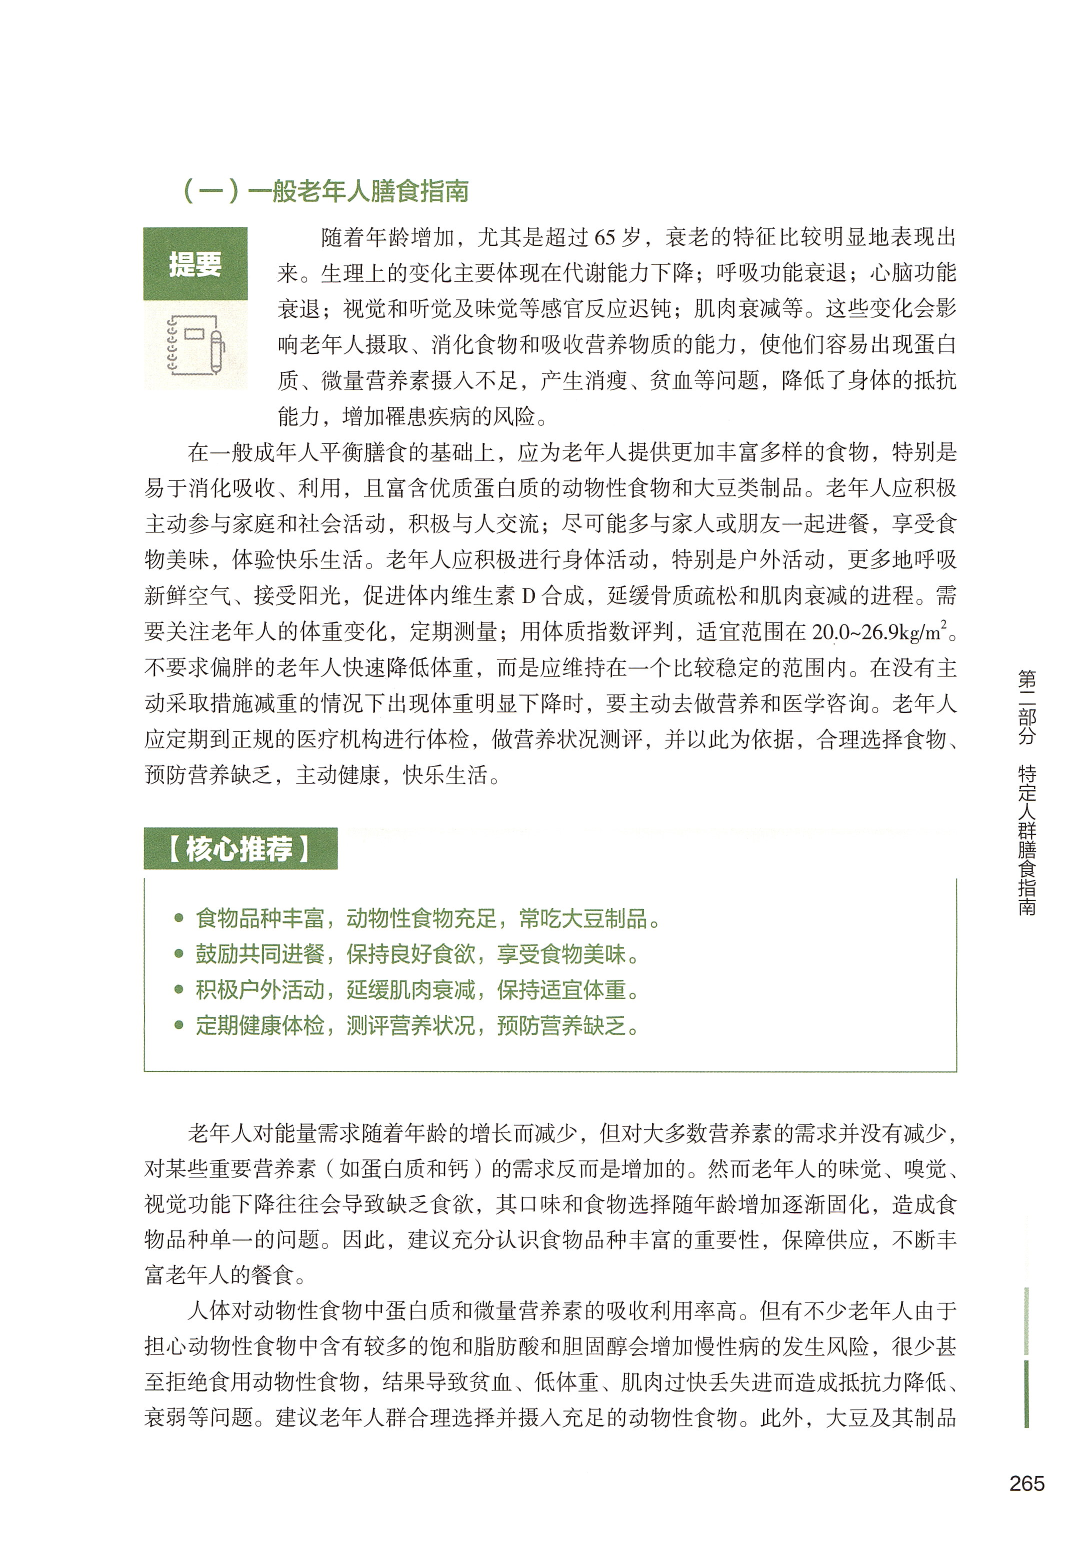 （一）一般老年人膳食指南
提要
随着年龄增加，尤其是超过 65 岁，衰老的特征比较明显地表现出
来。生理上的变化主要体现在代谢能力下降；呼吸功能衰退；心脑功能
衰退；视觉和听觉及味觉等感官反应迟钝；肌肉衰减等。这些变化会影
响老年人摄取、消化食物和吸收营养物质的能力，使他们容易出现蛋白
质、微量营养素摄入不足，产生消瘦、贫血等问题，降低了身体的抵抗
能力，增加罹患疾病的风险。
在一般成年人平衡膳食的基础上，应为老年人提供更加丰富多样的食物，特别是
易于消化吸收、利用，且富含优质蛋白质的动物性食物和大豆类制品。老年人应积极
主动参与家庭和社会活动，积极与人交流；尽可能多与家人或朋友一起进餐，享受食
物美味，体验快乐生活。老年人应积极进行身体活动，特别是户外活动，更多地呼吸
新鲜空气、接受阳光，促进体内维生素 D 合成，延缓骨质疏松和肌肉衰减的进程。需
要关注老年人的体重变化，定期测量；用体质指数评判，适宜范围在 20.0~26.9kg/m²。
不要求偏胖的老年人快速降低体重，而是应维持在一个比较稳定的范围内。在没有主
动采取措施减重的情况下出现体重明显下降时，要主动去做营养和医学咨询。老年人
应定期到正规的医疗机构进行体检，做营养状况测评，并以此为依据，合理选择食物、
预防营养缺乏，主动健康，快乐生活。
【核心推荐】
• 食物品种丰富，动物性食物充足，常吃大豆制品。
• 鼓励共同进餐，保持良好食欲，享受食物美味。
• 积极户外活动，延缓肌肉衰减，保持适宜体重。
• 定期健康体检，测评营养状况，预防营养缺乏。
老年人对能量需求随着年龄的增长而减少，但对大多数营养素的需求并没有减少，
对某些重要营养素（如蛋白质和钙）的需求反而是增加的。然而老年人的味觉、嗅觉、
视觉功能下降往往会导致缺乏食欲，其口味和食物选择随年龄增加逐渐固化，造成食
物品种单一的问题。因此，建议充分认识食物品种丰富的重要性，保障供应，不断丰
富老年人的餐食。
人体对动物性食物中蛋白质和微量营养素的吸收利用率高。但有不少老年人由于
担心动物性食物中含有较多的饱和脂肪酸和胆固醇会增加慢性病的发生风险，很少甚
至拒绝食用动物性食物，结果导致贫血、低体重、肌肉过快丢失进而造成抵抗力降低、
衰弱等问题。建议老年人群合理选择并摄入充足的动物性食物。此外，大豆及其制品
第二部分 特定人群膳食指南
265